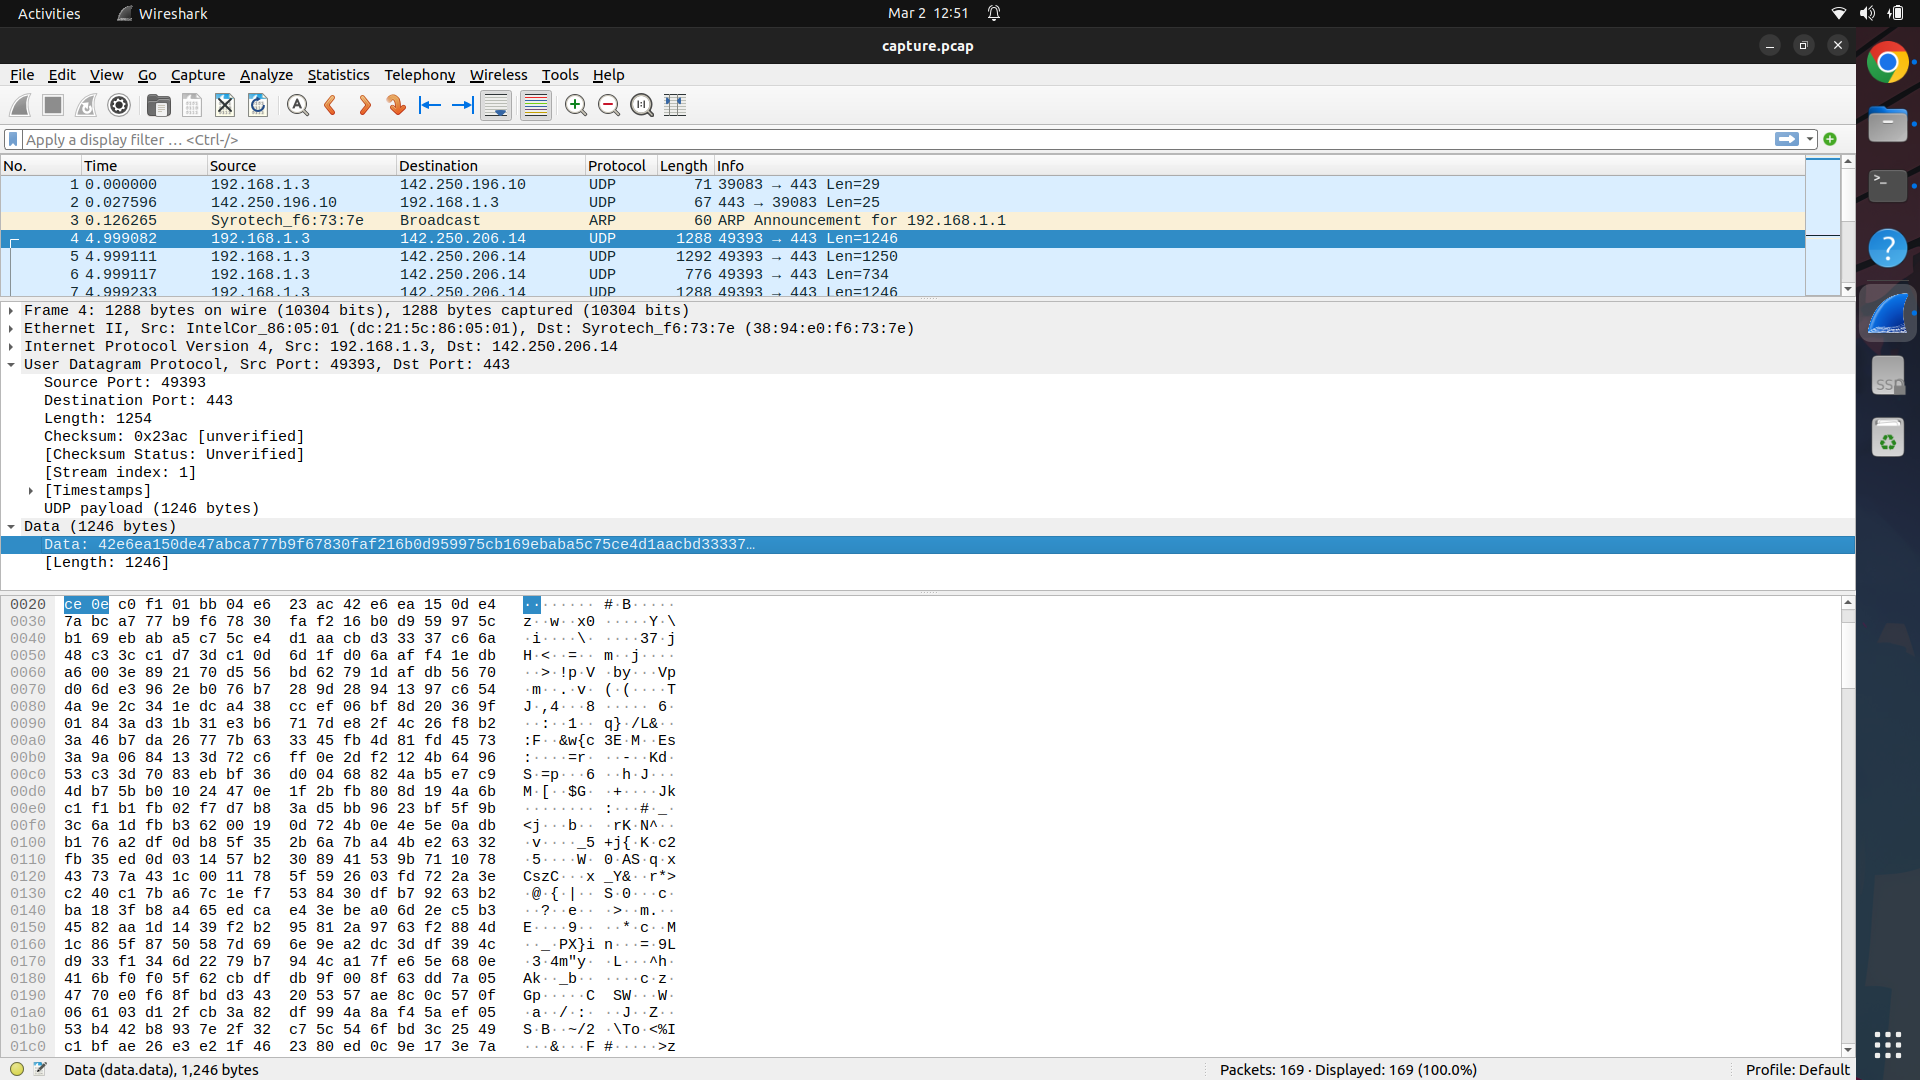 Activities
Wireshark
Mar 2 12:51
capture.pcap
File Edit View Go Capture Analyze Statistics Telephony Wireless Tools Help
Apply a display filter … <Ctrl-/>
No. Time Source Destination Protocol Length Info
1 0.000000 192.168.1.3 142.250.196.10 UDP 71 39083 → 443 Len=29
2 0.027596 142.250.196.10 192.168.1.3 UDP 67 443 → 39083 Len=25
3 0.126265 Syrotech_f6:73:7e Broadcast ARP 60 ARP Announcement for 192.168.1.1
4 4.999082 192.168.1.3 142.250.206.14 UDP 1288 49393 → 443 Len=1246
5 4.999111 192.168.1.3 142.250.206.14 UDP 1292 49393 → 443 Len=1250
6 4.999117 192.168.1.3 142.250.206.14 UDP 776 49393 → 443 Len=734
7 4.999233 192.168.1.3 142.250.206.14 UDP 1288 49393 → 443 Len=1246
Frame 4: 1288 bytes on wire (10304 bits), 1288 bytes captured (10304 bits)
Ethernet II, Src: IntelCor_86:05:01 (dc:21:5c:86:05:01), Dst: Syrotech_f6:73:7e (38:94:e0:f6:73:7e)
Internet Protocol Version 4, Src: 192.168.1.3, Dst: 142.250.206.14
User Datagram Protocol, Src Port: 49393, Dst Port: 443
Source Port: 49393
Destination Port: 443
Length: 1254
Checksum: 0x23ac [unverified]
[Checksum Status: Unverified]
[Stream index: 1]
[Timestamps]
UDP payload (1246 bytes)
Data (1246 bytes)
Data: 42e6ea150de47abca777b9f67830faf216b0d959975cb169ebaba5c75ce4d1aacbd33337…
[Length: 1246]
0020 ce 0e c0 f1 01 bb 04 e6 23 ac 42 e6 ea 15 0d e4 ········ #·B·····
0030 7a bc a7 77 b9 f6 78 30 fa f2 16 b0 d9 59 97 5c z··w··x0 ·····Y·\
0040 b1 69 eb ab a5 c7 5c e4 d1 aa cb d3 33 37 c6 6a ·i····\· ····37·j
0050 48 c3 3c c1 d7 3d c1 0d 6d 1f d0 6a af f4 1e db H·<··=·· m··j····
0060 a6 00 3e 89 21 70 d5 56 bd 62 79 1d af db 56 70 ··>·!p·V ·by···Vp
0070 d0 6d e3 96 2e b0 76 b7 28 9d 28 94 13 97 c6 54 ·m··.·v· (·(····T
0080 4a 9e 2c 34 1e dc a4 38 cc ef 06 bf 8d 20 36 9f J·,4···8 ····· 6·
0090 01 84 3a d3 1b 31 e3 b6 71 7d e8 2f 4c 26 f8 b2 ··:··1·· q}·/L&··
00a0 3a 46 b7 da 26 77 7b 63 33 45 fb 4d 81 fd 45 73 :F··&w{c 3E·M··Es
00b0 3a 9a 06 84 13 3d 72 c6 ff 0e 2d f2 12 4b 64 96 :····=r· ··-··Kd·
00c0 53 c3 3d 70 83 eb bf 36 d0 04 68 82 4a b5 e7 c9 S·=p···6 ··h·J···
00d0 4d b7 5b b0 10 24 47 0e 1f 2b fb 80 8d 19 4a 6b M·[··$G· ·+····Jk
00e0 c1 f1 b1 fb 02 f7 d7 b8 3a d5 bb 96 23 bf 5f 9b ········ :···#·_·
00f0 3c 6a 1d fb b3 62 00 19 0d 72 4b 0e 4e 5e 0a db <j···b·· ·rK·N^··
0100 b1 76 a2 df 0d b8 5f 35 2b 6a 7b a4 4b e2 63 32 ·v····_5 +j{·K·c2
0110 fb 35 ed 0d 03 14 57 b2 30 89 41 53 9b 71 10 78 ·5····W· 0·AS·q·x
0120 43 73 7a 43 1c 00 11 78 5f 59 26 03 fd 72 2a 3e CszC···x _Y&··r*>
0130 c2 40 c1 7b a6 7c 1e f7 53 84 30 df b7 92 63 b2 ·@·{·|·· S·0···c·
0140 ba 18 3f b8 a4 65 ed ca e4 3e be a0 6d 2e c5 b3 ··?··e·· ·>··m.··
0150 45 82 aa 1d 14 39 f2 b2 95 81 2a 97 63 f2 88 4d E····9·· ··*·c··M
0160 1c 86 5f 87 50 58 7d 69 6e 9e a2 dc 3d df 39 4c ··_·PX}i n···=·9L
0170 d9 33 f1 34 6d 22 79 b7 94 4c a1 7f e6 5e 68 0e ·3·4m"y· ·L···^h·
0180 41 6b f0 f0 5f 62 cb df db 9f 00 8f 63 dd 7a 05 Ak··_b·· ····c·z·
0190 47 70 e0 f6 8f bd d3 43 20 53 57 ae 8c 0c 57 0f Gp·····C  SW···W·
01a0 06 61 03 d1 2f cb 3a 82 df 99 4a 8a f4 5a ef 05 ·a··/·:· ··J··Z··
01b0 53 b4 42 b8 93 7e 2f 32 c7 5c 54 6f bd 3c 25 49 S·B··~/2 ·\To·<%I
01c0 c1 bf ae 26 e3 e2 1f 46 23 80 ed 0c 9e 17 3e 7a ···&···F #·····>z
Data (data.data), 1,246 bytes
Packets: 169 · Displayed: 169 (100.0%)
Profile: Default